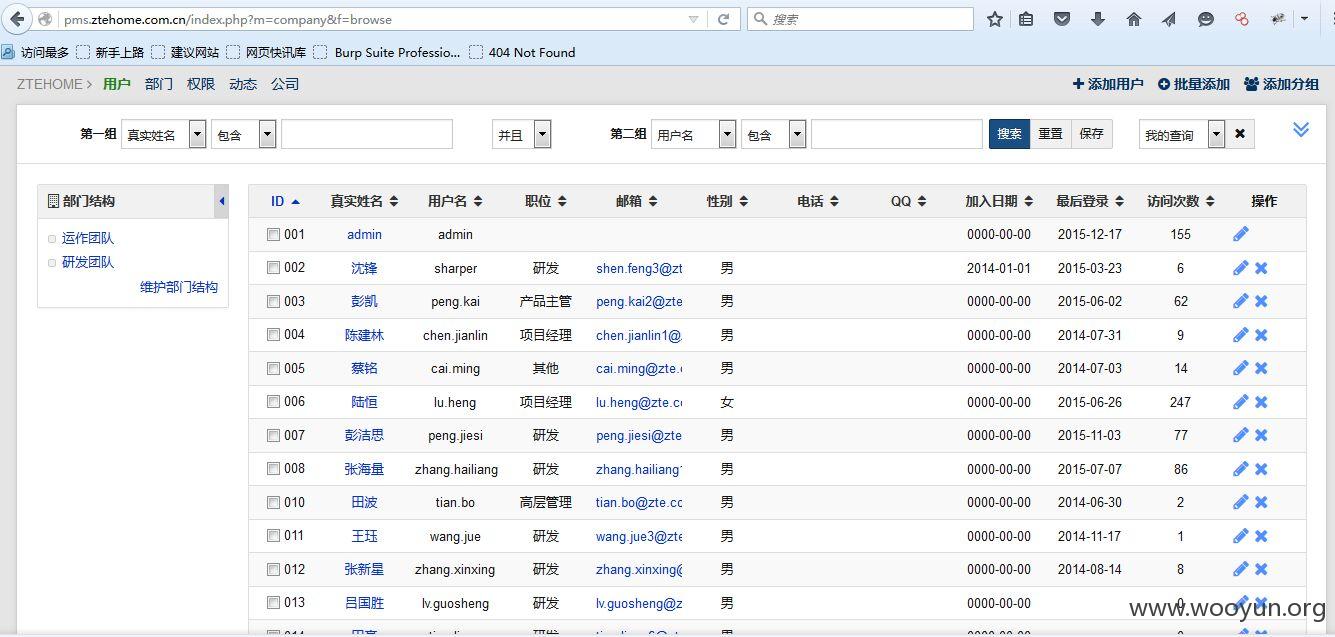 pms.ztehome.com.cn/index.php?m=company&f=browse 搜索
访问最多 新手上路 建议网站 网页快讯库 Burp Suite Professio... 404 Not Found
ZTEHOME > 用户 部门 权限 动态 公司 添加用户 批量添加 添加分组
第一组 真实姓名 包含 并且 第二组 用户名 包含 搜索 重置 保存 我的查询
部门结构
运作团队
研发团队
维护部门结构
ID 真实姓名 用户名 职位 邮箱 性别 电话 QQ 加入日期 最后登录 访问次数 操作
001 admin admin 0000-00-00 2015-12-17 155
002 沈锋 sharper 研发 shen.feng3@zt 男 2014-01-01 2015-03-23 6
003 彭凯 peng.kai 产品主管 peng.kai2@zte 男 0000-00-00 2015-06-02 62
004 陈建林 chen.jianlin 项目经理 chen.jianlin1@ 男 0000-00-00 2014-07-31 9
005 蔡铭 cai.ming 其他 cai.ming@zte. 男 0000-00-00 2014-07-03 14
006 陆恒 lu.heng 项目经理 lu.heng@zte.c 女 0000-00-00 2015-06-26 247
007 彭洁思 peng.jiesi 研发 peng.jiesi@zte 男 0000-00-00 2015-11-03 77
008 张海量 zhang.hailiang 研发 zhang.hailiang 男 0000-00-00 2015-07-07 86
010 田波 tian.bo 高层管理 tian.bo@zte.cc 男 0000-00-00 2014-06-30 2
011 王珏 wang.jue 研发 wang.jue3@zte 男 0000-00-00 2014-11-17 1
012 张新星 zhang.xinxing 研发 zhang.xinxing@ 男 0000-00-00 2014-08-14 8
013 吕国胜 lv.guosheng 研发 lv.guosheng@z 男 0000-00-00 0
www.wooyun.org